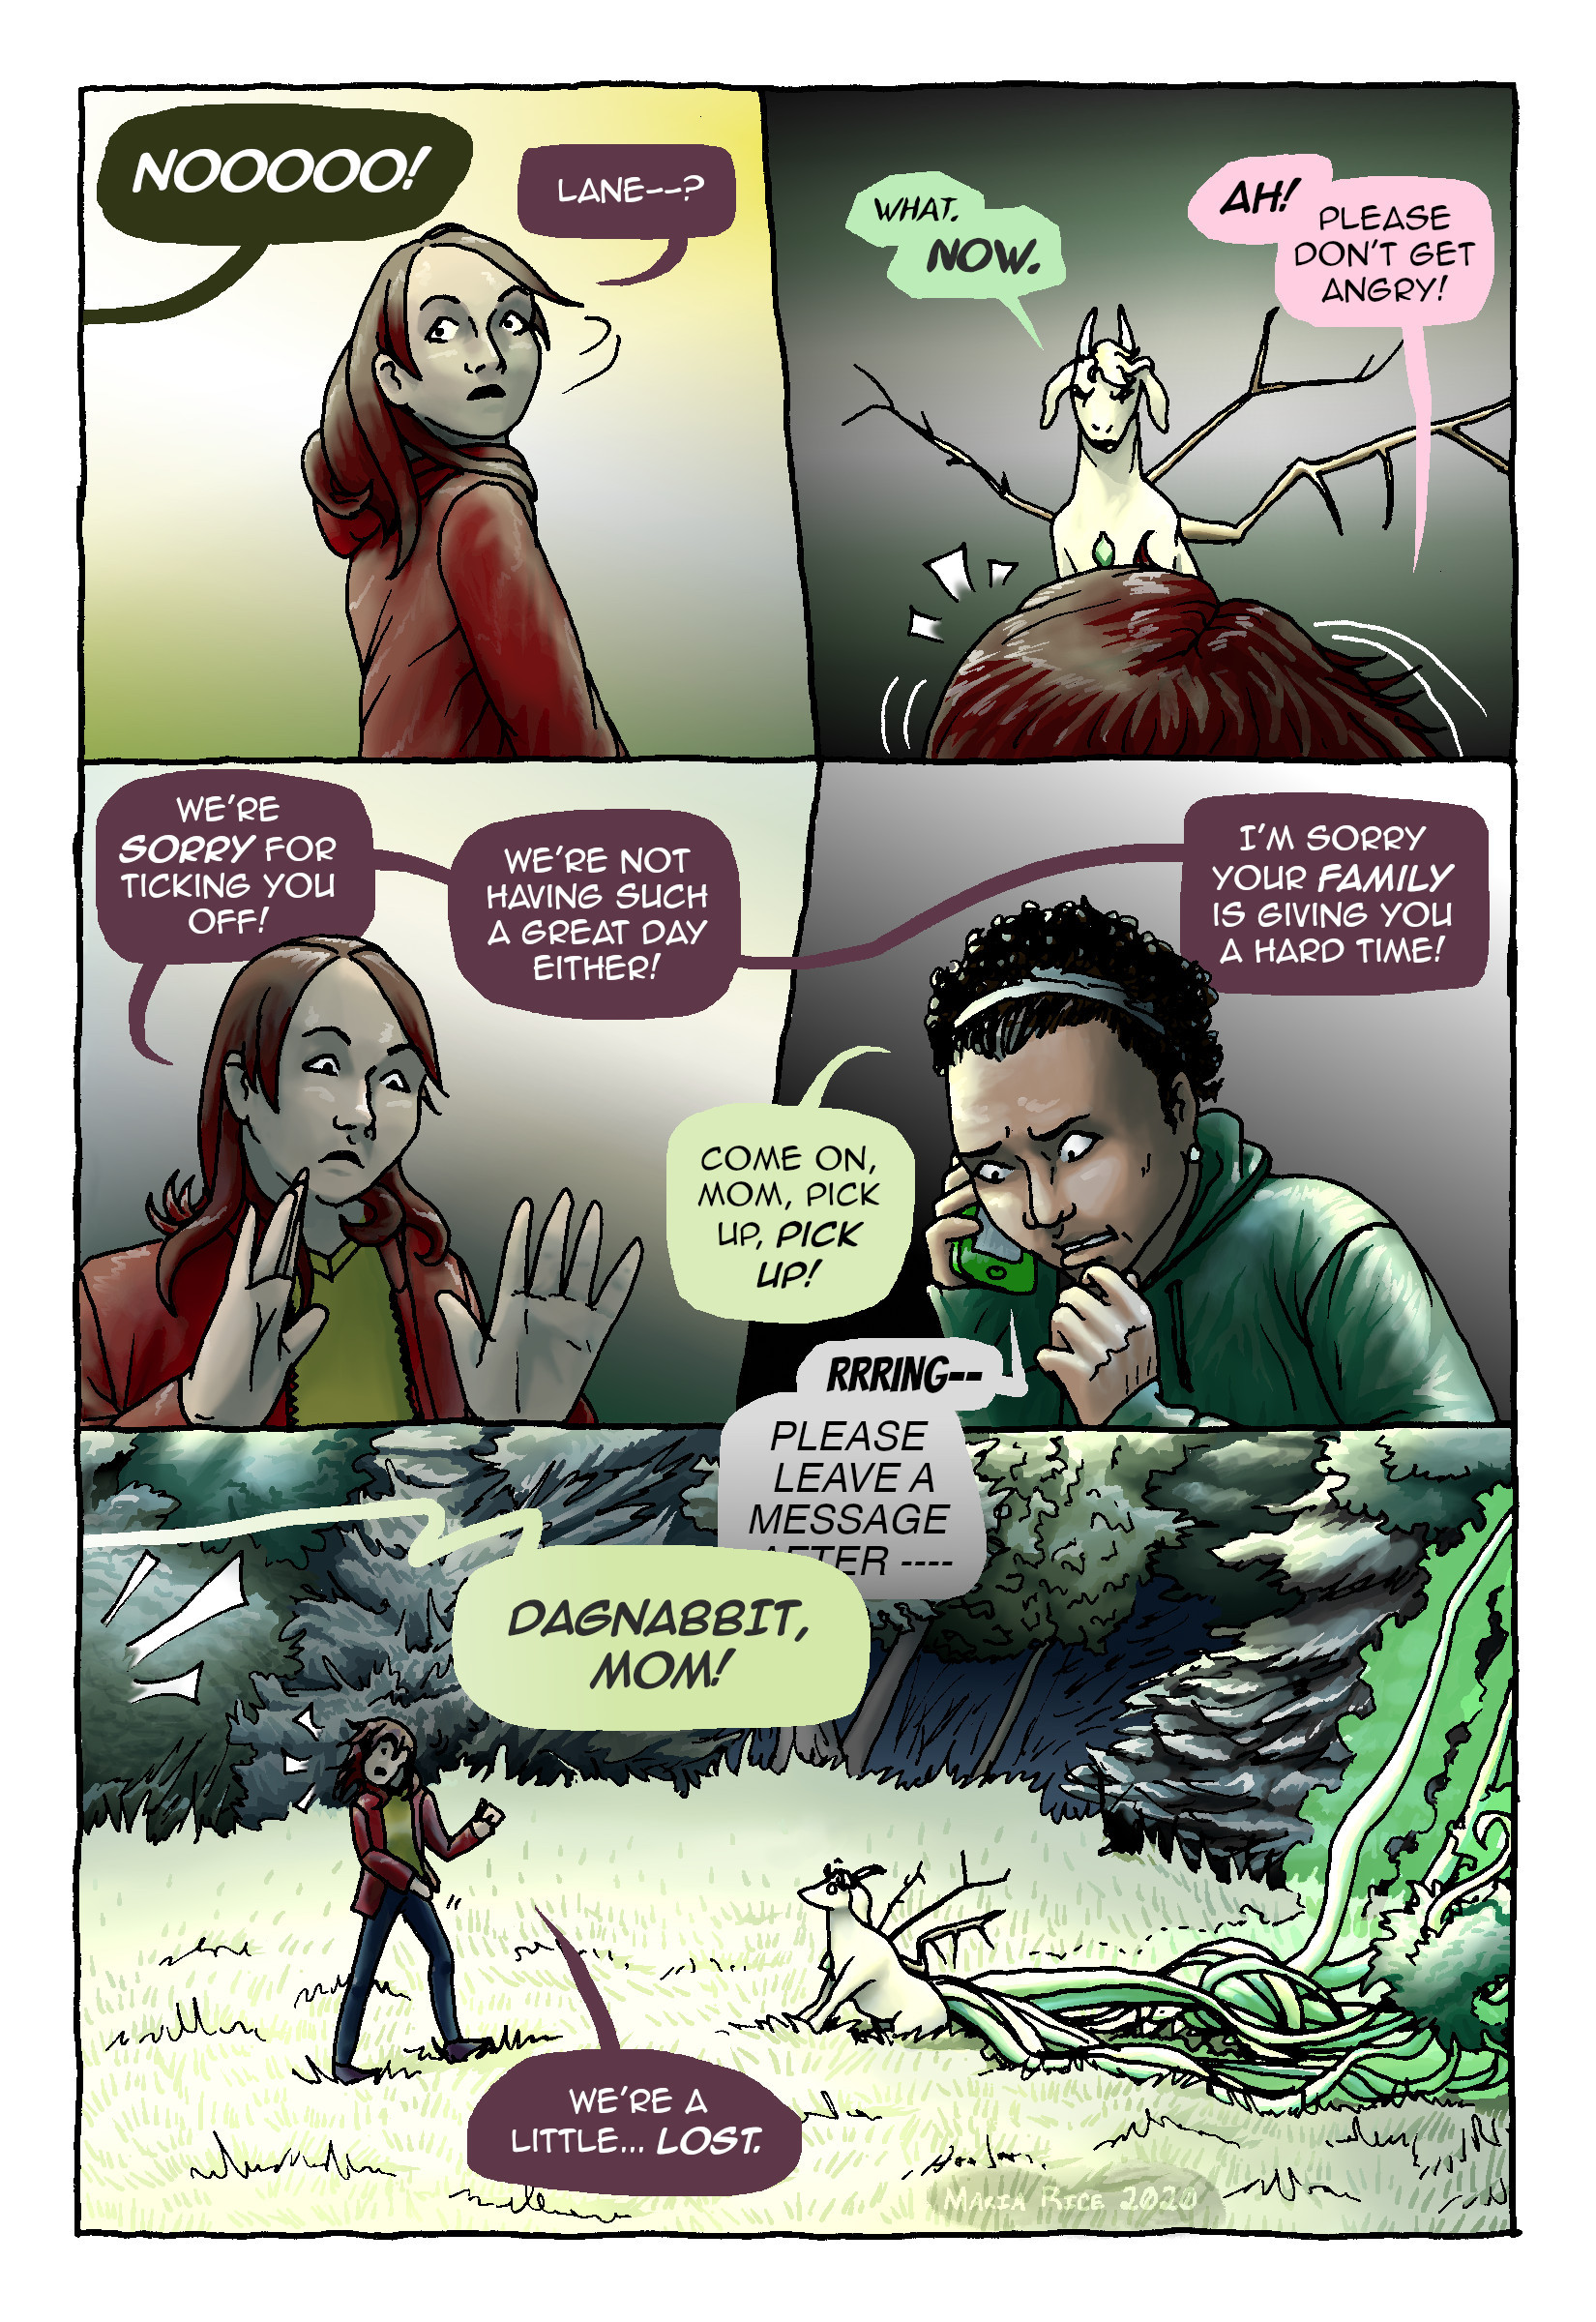 NOOOOO!
LANE--?
WHAT.
NOW.
AH!
PLEASE
DON'T GET
ANGRY!
WE'RE
SORRY FOR
TICKING YOU
OFF!
WE'RE NOT
HAVING SUCH
A GREAT DAY
EITHER!
I'M SORRY
YOUR FAMILY
IS GIVING YOU
A HARD TIME!
COME ON,
MOM, PICK
UP, PICK
UP!
RRRING--
PLEASE
LEAVE A
MESSAGE
AFTER ----
DAGNABBIT,
MOM!
WE'RE A
LITTLE... LOST.
MARIA RICE 2020